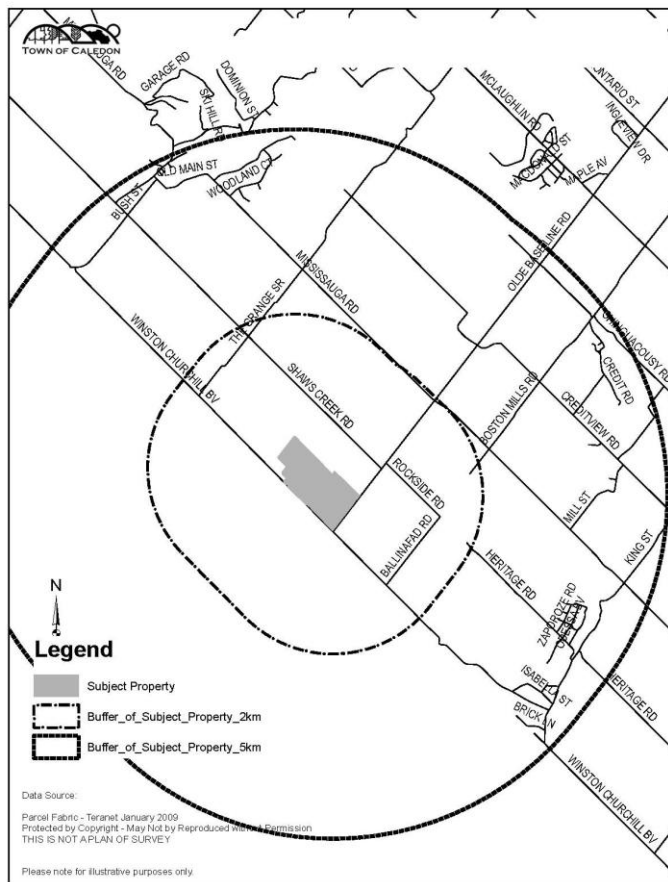 TOWN OF CALEDON
GARAGE RD
DOMINION ST
SKI HILL R
MCLAUGHLIN RD
ONTARIO ST
INGLEVIEW DR
MACDONALD ST
MAPLE AV
OLD MAIN ST
WOODLAND CT
BUSH ST
MISSISSAUGA RD
OLDE BASELINE RD
THE GRANGE SR
WINSTON CHURCHILL BV
SHAWS CREEK RD
CHINGUACOUSY RD
CREDIT RD
CREDITVIEW RD
BOSTON MILLS RD
ROCKSIDE RD
BALLINAFAD RD
MILL ST
KING ST
HERITAGE RD
ISABELLA ST
BRICK LN
HERITAGE RD
WINSTON CHURCHILL BV
N
Legend
Subject Property
Buffer_of_Subject_Property_2km
Buffer_of_Subject_Property_5km
Data Source:
Parcel Fabric - Teranet January 2009
Protected by Copyright - May Not by Reproduced without Permission
THIS IS NOT A PLAN OF SURVEY
Please note for illustrative purposes only.